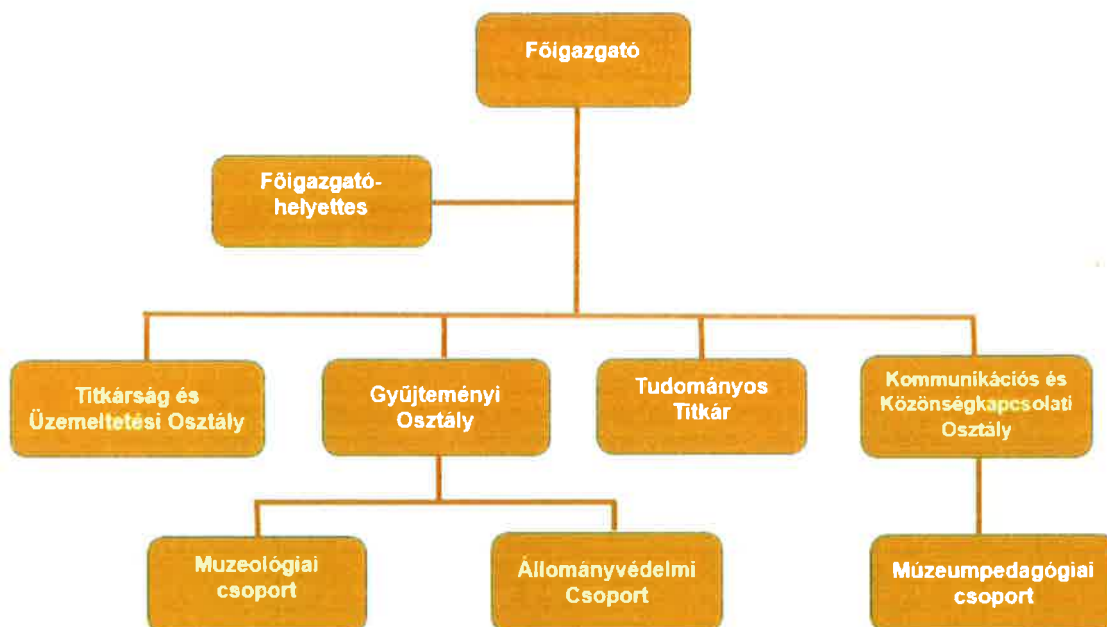 Főigazgató
Főigazgató-
helyettes
Titkárság és
Üzemeltetési Osztály
Gyűjteményi
Osztály
Tudományos
Titkár
Kommunikációs és
Közönségkapcsolati
Osztály
Muzeológiai
csoport
Állományvédelmi
Csoport
Múzeumpedagógiai
csoport